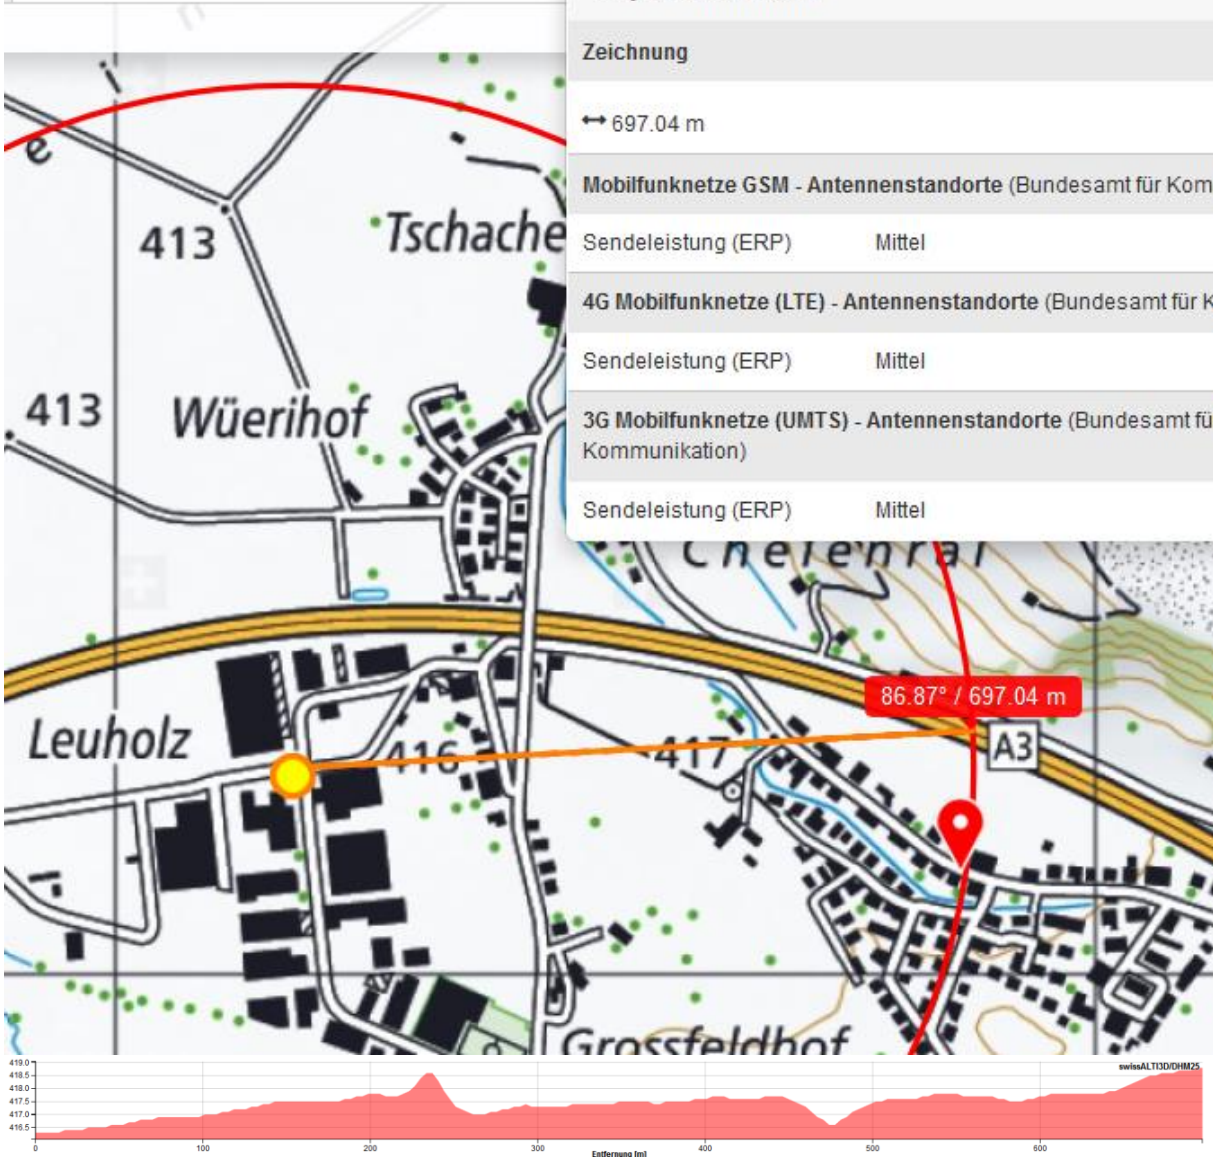 Zeichnung
↔ 697.04 m
Mobilfunknetze GSM - Antennenstandorte (Bundesamt für Kom
Sendeleistung (ERP) Mittel
4G Mobilfunknetze (LTE) - Antennenstandorte (Bundesamt für K
Sendeleistung (ERP) Mittel
3G Mobilfunknetze (UMTS) - Antennenstandorte (Bundesamt fü
Kommunikation)
Sendeleistung (ERP) Mittel
i
e
413
Tschache
413
Wüerihof
86.87° / 697.04 m
Leuholz
416
417
A3
Grossfeldhof
swissALTI3D/DHM25
419.0
418.5
418.0
417.5
417.0
416.5
0 100 200 300 400 500 600
Entfernung [m]